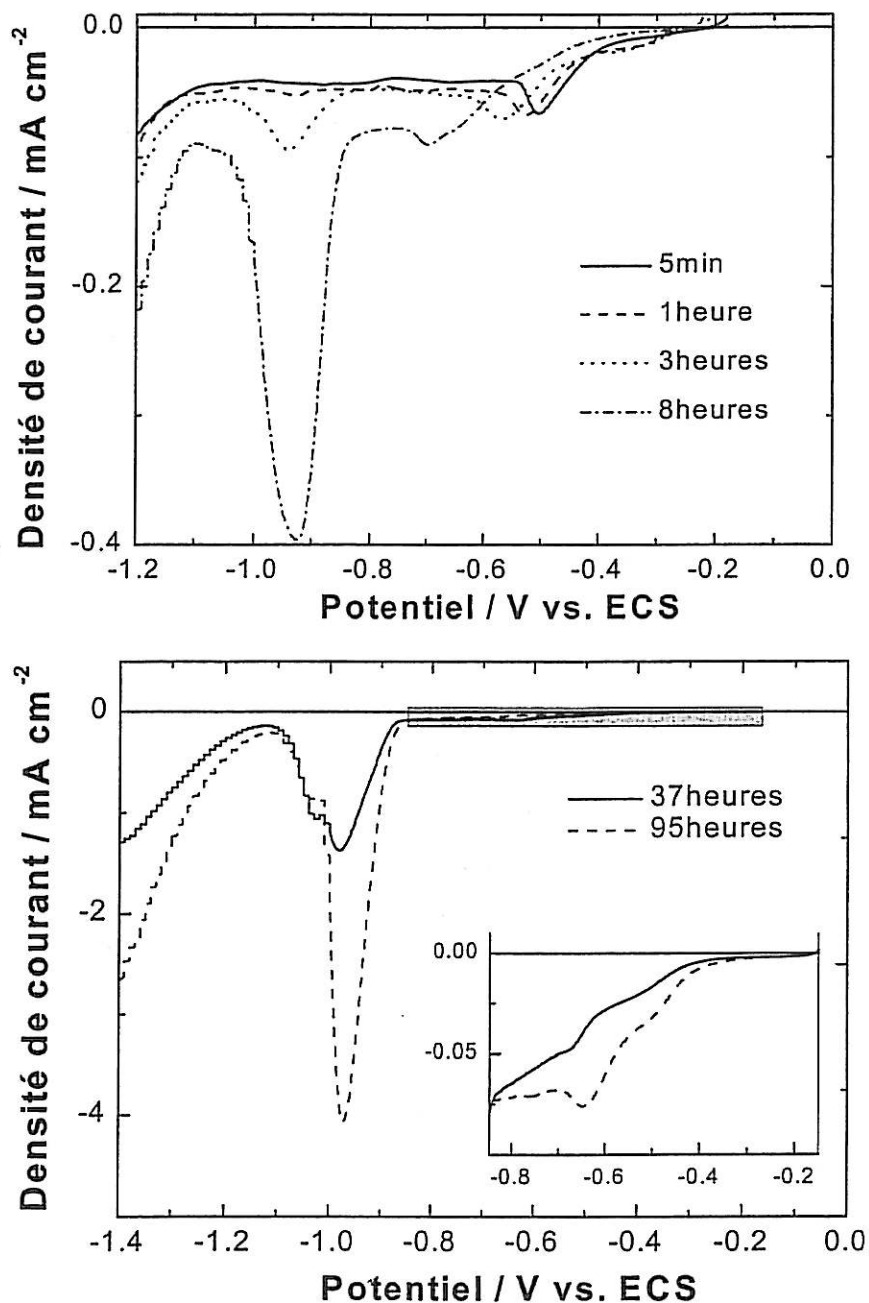 0.0
-0.2
-0.4
Densité de courant / mA cm-2
5min
1heure
3heures
8heures
-1.2 -1.0 -0.8 -0.6 -0.4 -0.2 0.0
Potentiel / V vs. ECS
0
-2
-4
Densité de courant / mA cm-2
37heures
95heures
0.00
-0.05
-0.8 -0.6 -0.4 -0.2
-1.4 -1.2 -1.0 -0.8 -0.6 -0.4 -0.2 0.0
Potentiel / V vs. ECS